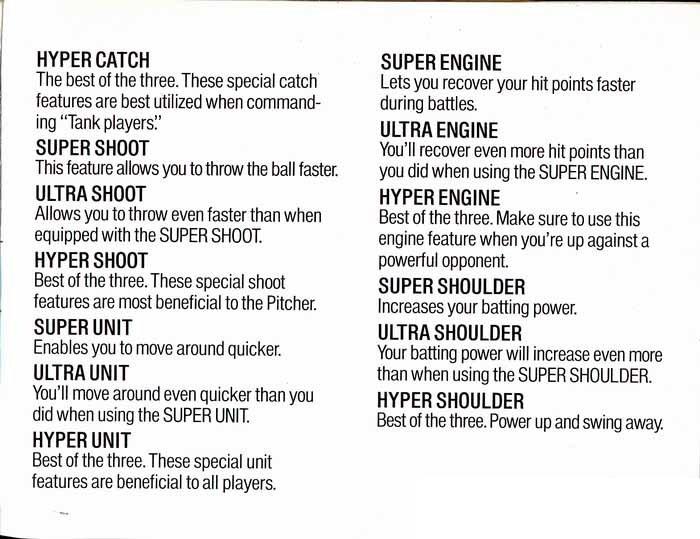 HYPER CATCH
The best of the three. These special catch
features are best utilized when command-
ing "Tank players."
SUPER SHOOT
This feature allows you to throw the ball faster.
ULTRA SHOOT
Allows you to throw even faster than when
equipped with the SUPER SHOOT.
HYPER SHOOT
Best of the three. These special shoot
features are most beneficial to the Pitcher.
SUPER UNIT
Enables you to move around quicker.
ULTRA UNIT
You'll move around even quicker than you
did when using the SUPER UNIT.
HYPER UNIT
Best of the three. These special unit
features are beneficial to all players.
SUPER ENGINE
Lets you recover your hit points faster
during battles.
ULTRA ENGINE
You'll recover even more hit points than
you did when using the SUPER ENGINE.
HYPER ENGINE
Best of the three. Make sure to use this
engine feature when you're up against a
powerful opponent.
SUPER SHOULDER
Increases your batting power.
ULTRA SHOULDER
Your batting power will increase even more
than when using the SUPER SHOULDER.
HYPER SHOULDER
Best of the three. Power up and swing away.